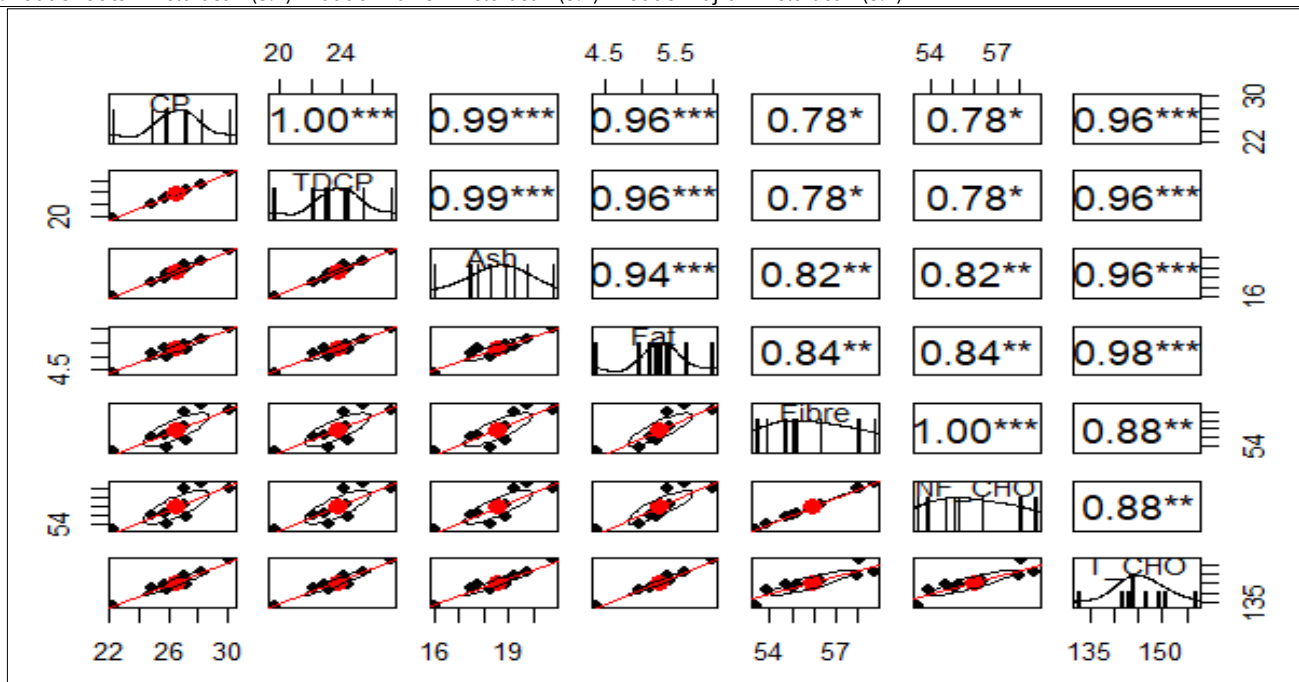 20 24 4.5 5.5 54 57
CP 1.00*** 0.99*** 0.96*** 0.78* 0.78* 0.96*** 22 30
20 TDCP 0.99*** 0.96*** 0.78* 0.78* 0.96***
Ash 0.94*** 0.82** 0.82** 0.96*** 16
4.5 Fat 0.84** 0.84** 0.98***
Fibre 1.00*** 0.88** 54
54 NF_CHO 0.88**
T_CHO 135
22 26 30 16 19 54 57 135 150